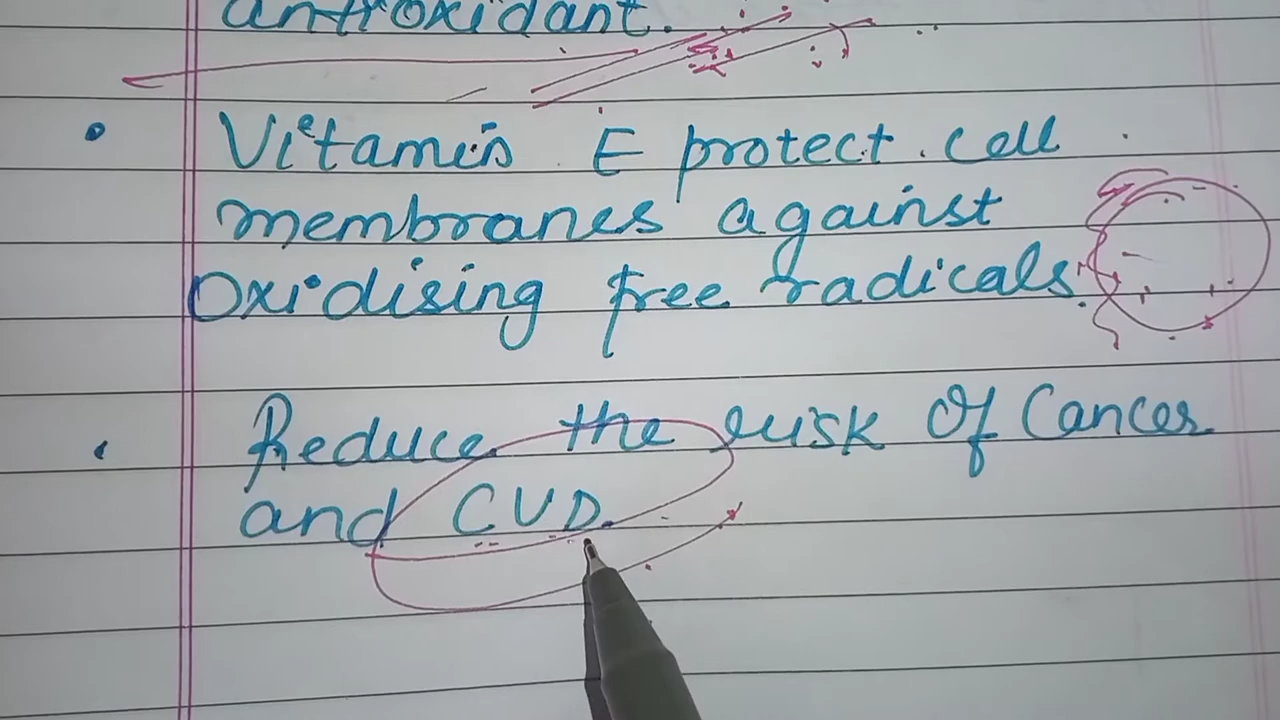 antioxidant.
• Vitamin E protect cell
membranes against
Oxidising free radicals.
• Reduce the risk Of Cancer
and CVD.